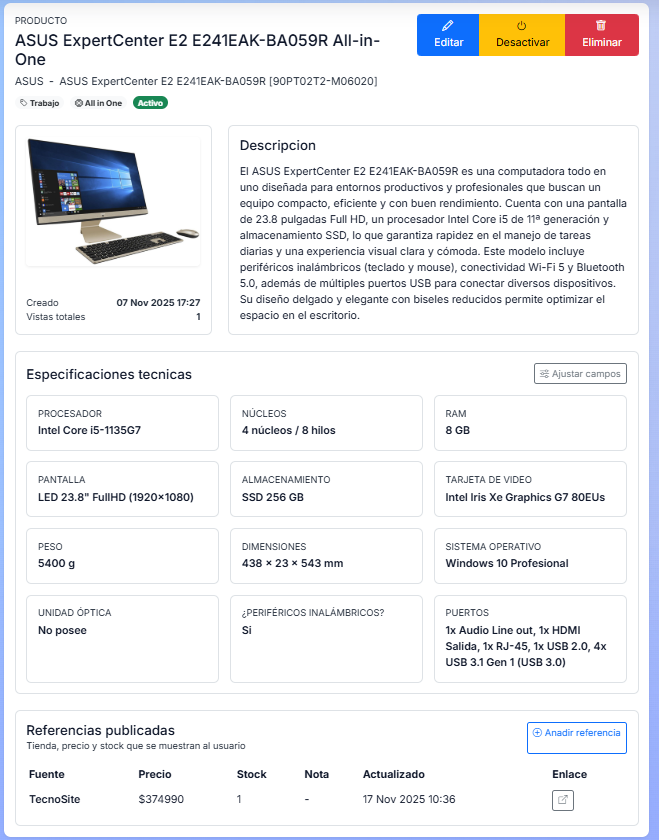 PRODUCTO
ASUS ExpertCenter E2 E241EAK-BA059R All-in-
One
ASUS - ASUS ExpertCenter E2 E241EAK-BA059R [90PT02T2-M06020]
Trabajo All in One Activo
Editar Desactivar Eliminar
Creado 07 Nov 2025 17:27
Vistas totales 1
Descripcion
El ASUS ExpertCenter E2 E241EAK-BA059R es una computadora todo en
uno diseñada para entornos productivos y profesionales que buscan un
equipo compacto, eficiente y con buen rendimiento. Cuenta con una pantalla
de 23.8 pulgadas Full HD, un procesador Intel Core i5 de 11ª generación y
almacenamiento SSD, lo que garantiza rapidez en el manejo de tareas
diarias y una experiencia visual clara y cómoda. Este modelo incluye
periféricos inalámbricos (teclado y mouse), conectividad Wi-Fi 5 y Bluetooth
5.0, además de múltiples puertos USB para conectar diversos dispositivos.
Su diseño delgado y elegante con biseles reducidos permite optimizar el
espacio en el escritorio.
Especificaciones tecnicas
Ajustar campos
PROCESADOR
Intel Core i5-1135G7
NÚCLEOS
4 núcleos / 8 hilos
RAM
8 GB
PANTALLA
LED 23.8" FullHD (1920×1080)
ALMACENAMIENTO
SSD 256 GB
TARJETA DE VIDEO
Intel Iris Xe Graphics G7 80EUs
PESO
5400 g
DIMENSIONES
438 × 23 × 543 mm
SISTEMA OPERATIVO
Windows 10 Profesional
UNIDAD ÓPTICA
No posee
¿PERIFÉRICOS INALÁMBRICOS?
Sí
PUERTOS
1x Audio Line out, 1x HDMI
Salida, 1x RJ-45, 1x USB 2.0, 4x
USB 3.1 Gen 1 (USB 3.0)
Referencias publicadas
Tienda, precio y stock que se muestran al usuario
Anadir referencia
Fuente Precio Stock Nota Actualizado Enlace
TecnoSite $374990 1 - 17 Nov 2025 10:36